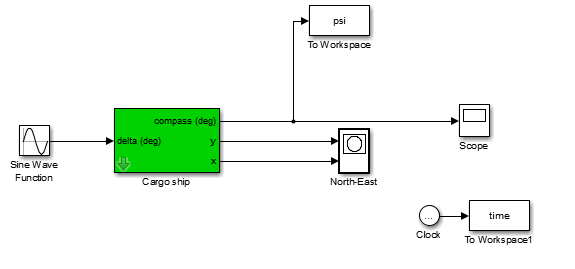 psi
To Workspace
compass (deg)
delta (deg)
y
x
Sine Wave
Function
Cargo ship
North-East
Scope
...
Clock
time
To Workspace1